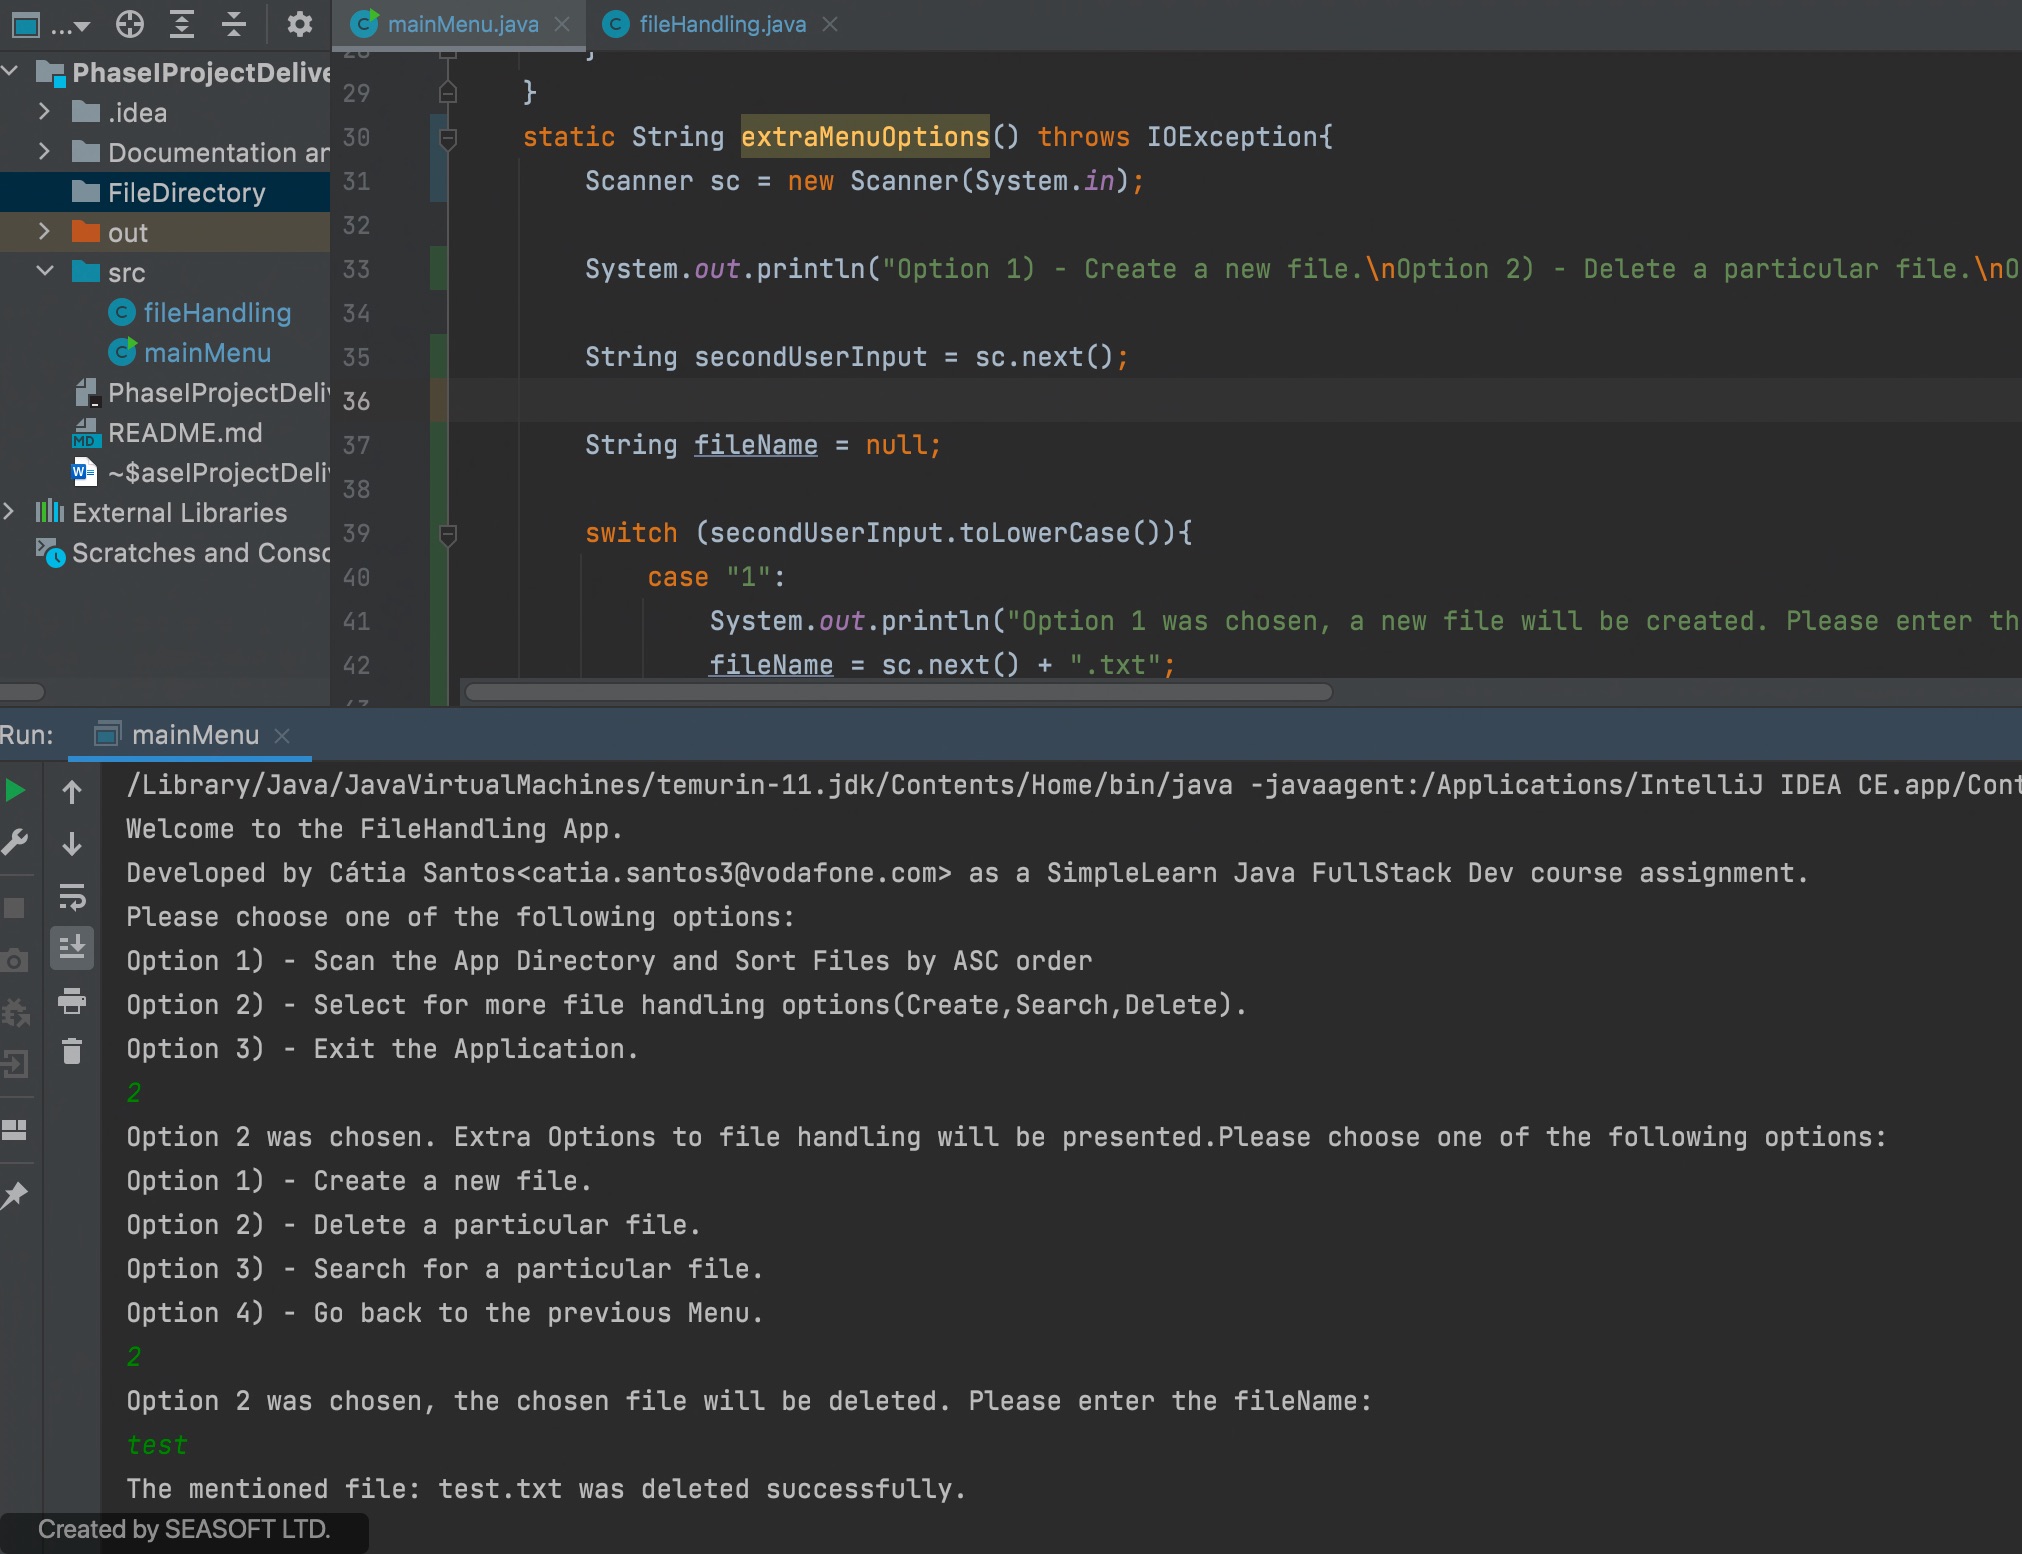 ...
mainMenu.java
fileHandling.java
PhaseIProjectDelive
.idea
Documentation an
FileDirectory
out
src
fileHandling
mainMenu
PhaseIProjectDeliv
MD README.md
W ~$aseIProjectDeliv
External Libraries
Scratches and Conso
28 }
29 }
30 static String extraMenuOptions() throws IOException{
31 Scanner sc = new Scanner(System.in);
32
33 System.out.println("Option 1) - Create a new file.\nOption 2) - Delete a particular file.\nO
34
35 String secondUserInput = sc.next();
36
37 String fileName = null;
38
39 switch (secondUserInput.toLowerCase()){
40 case "1":
41 System.out.println("Option 1 was chosen, a new file will be created. Please enter th
42 fileName = sc.next() + ".txt";
Run: mainMenu
/Library/Java/JavaVirtualMachines/temurin-11.jdk/Contents/Home/bin/java -javaagent:/Applications/IntelliJ IDEA CE.app/Cont
Welcome to the FileHandling App.
Developed by Cátia Santos<catia.santos3@vodafone.com> as a SimpleLearn Java FullStack Dev course assignment.
Please choose one of the following options:
Option 1) - Scan the App Directory and Sort Files by ASC order
Option 2) - Select for more file handling options(Create,Search,Delete).
Option 3) - Exit the Application.
2
Option 2 was chosen. Extra Options to file handling will be presented.Please choose one of the following options:
Option 1) - Create a new file.
Option 2) - Delete a particular file.
Option 3) - Search for a particular file.
Option 4) - Go back to the previous Menu.
2
Option 2 was chosen, the chosen file will be deleted. Please enter the fileName:
test
The mentioned file: test.txt was deleted successfully.
Created by SEASOFT LTD.